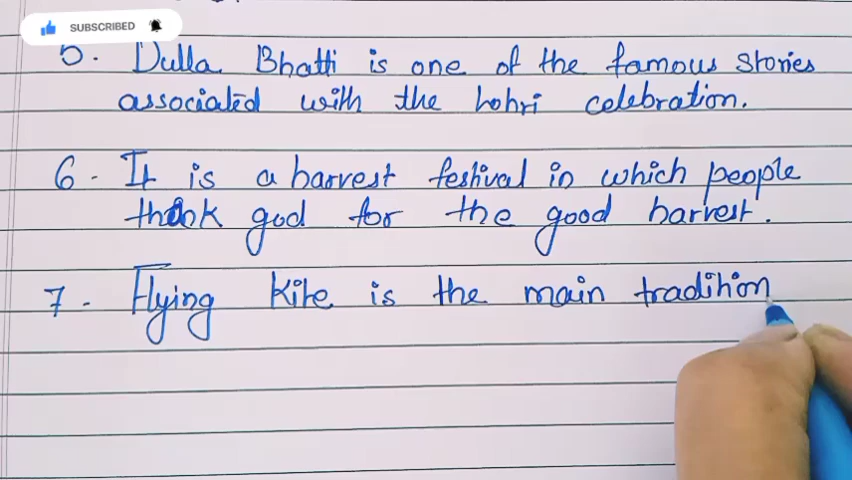 SUBSCRIBED
5. Dulla Bhatti is one of the famous stories
associated with the Lohri celebration.
6. It is a harvest festival in which people
thank god for the good harvest.
7. Flying Kite is the main tradition